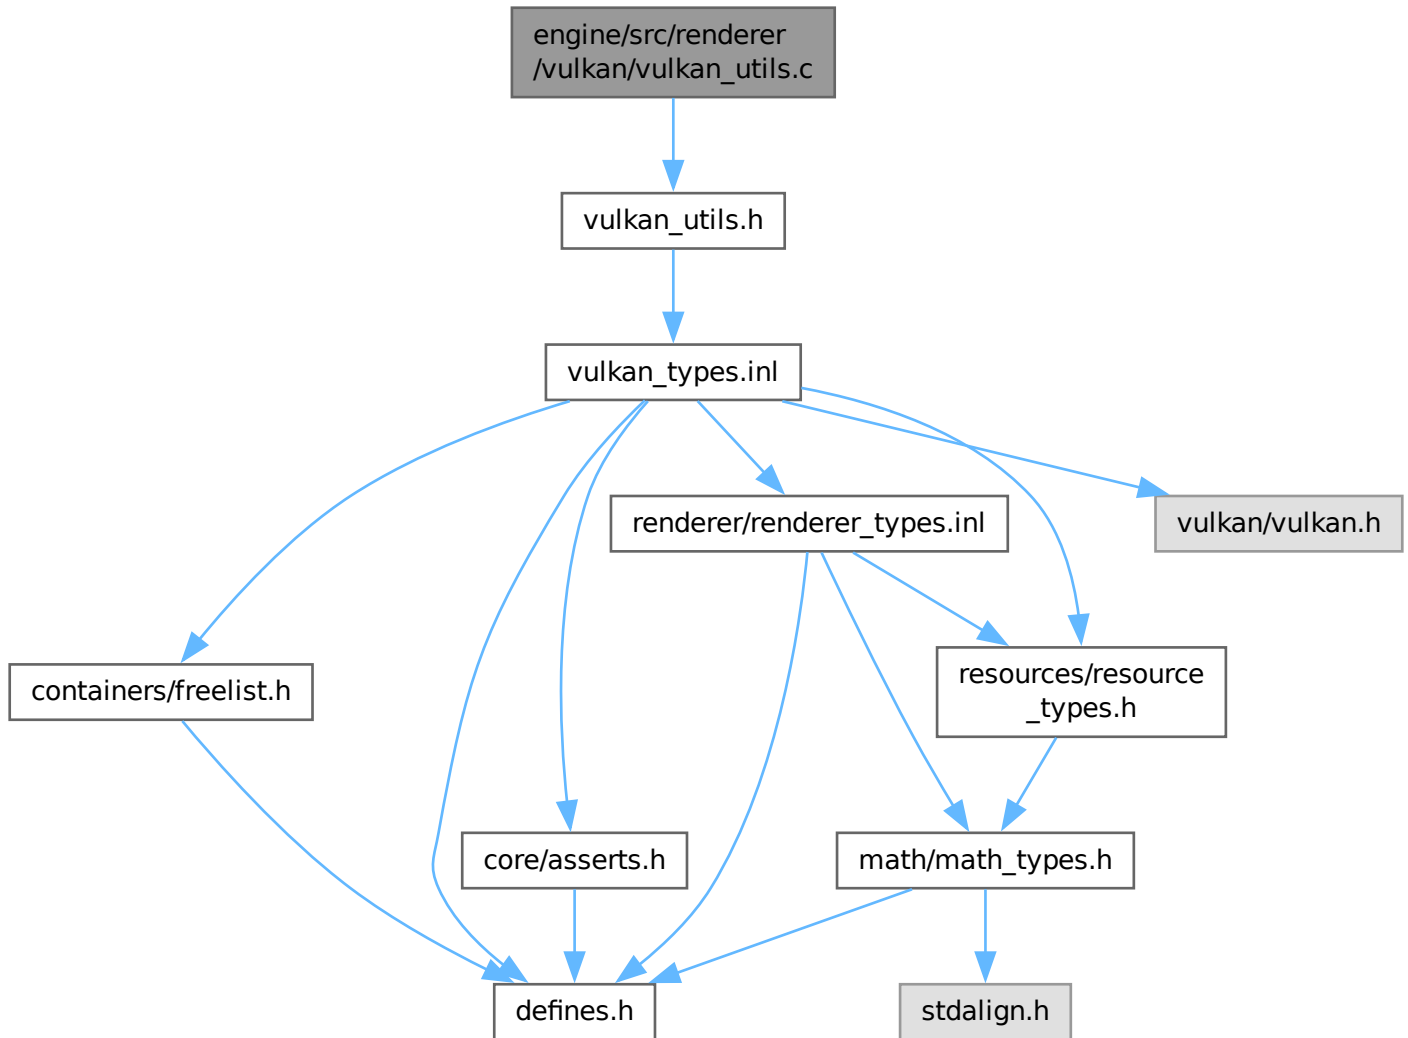 engine/src/renderer
/vulkan/vulkan_utils.c
vulkan_utils.h
vulkan_types.inl
renderer/renderer_types.inl
vulkan/vulkan.h
containers/freelist.h
resources/resource
_types.h
core/asserts.h
math/math_types.h
defines.h
stdalign.h